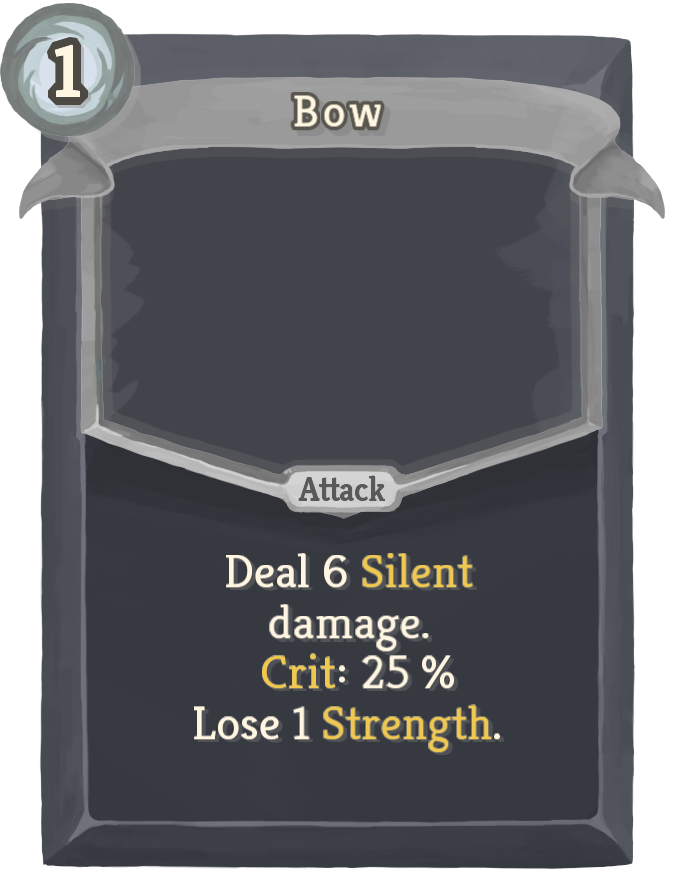 1
Bow
Attack
Deal 6 Silent
damage.
Crit: 25 %
Lose 1 Strength.